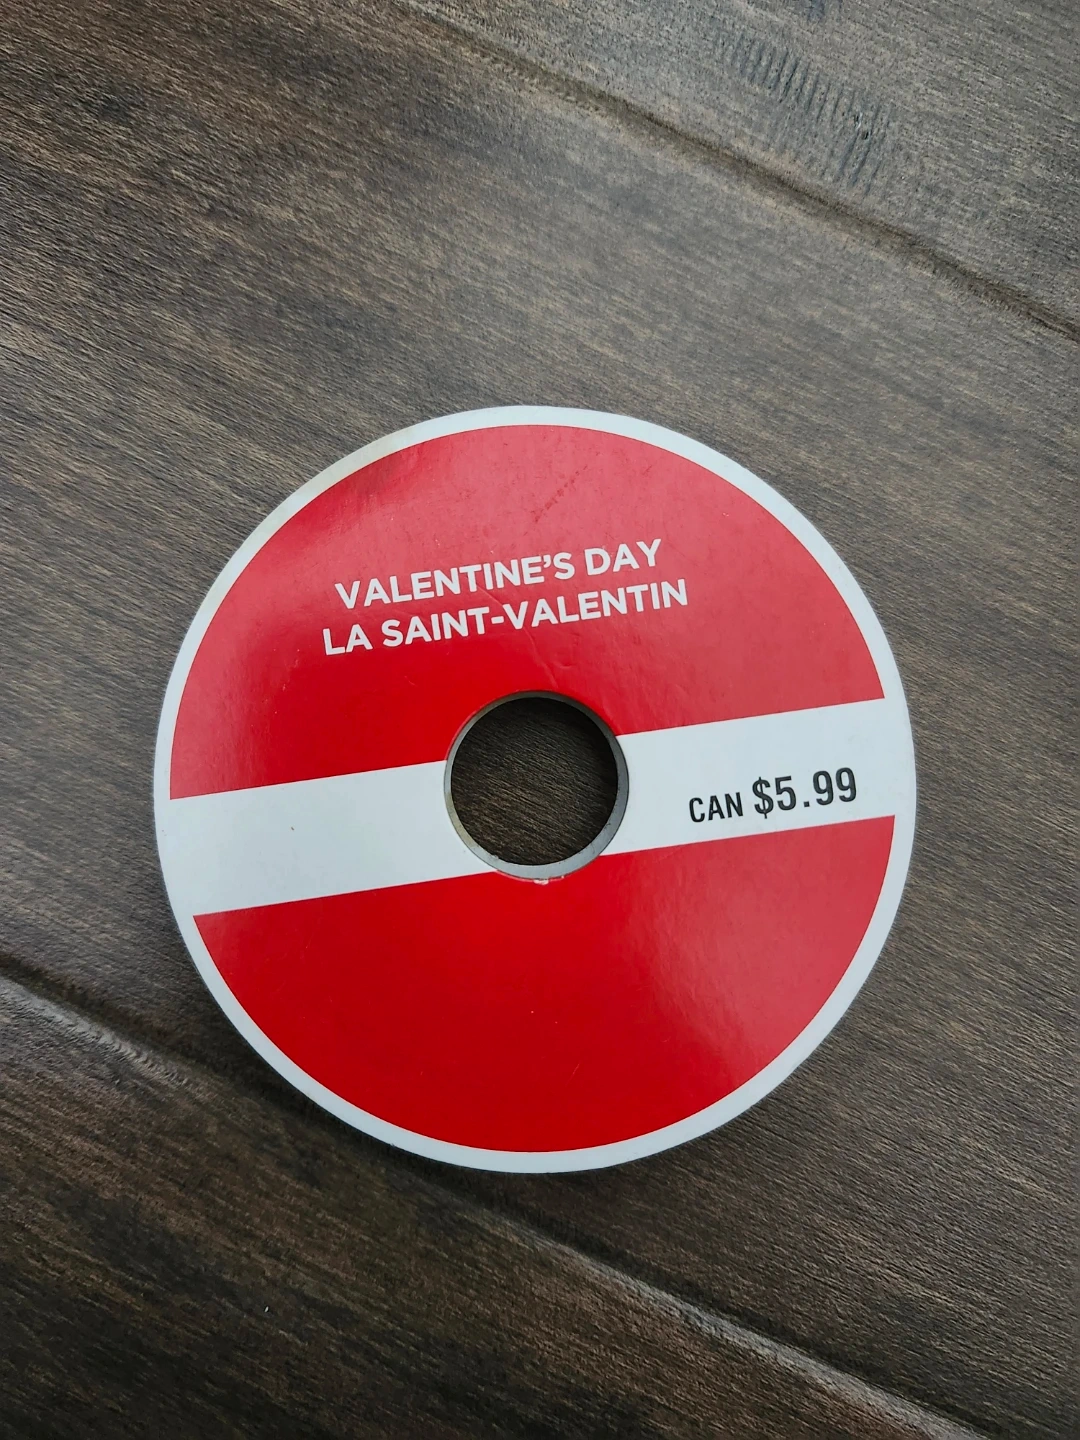 VALENTINE'S DAY
LA SAINT-VALENTIN
CAN $5.99